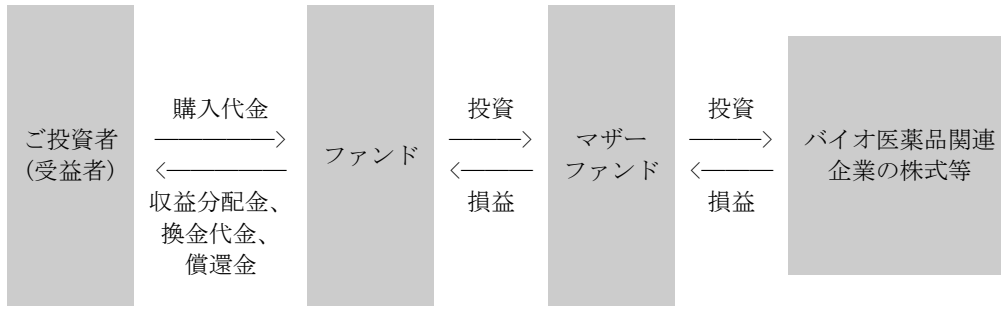 ご投資者
(受益者)
購入代金
収益分配金、
換金代金、
償還金
ファンド
投資
損益
マザー
ファンド
投資
損益
バイオ医薬品関連
企業の株式等